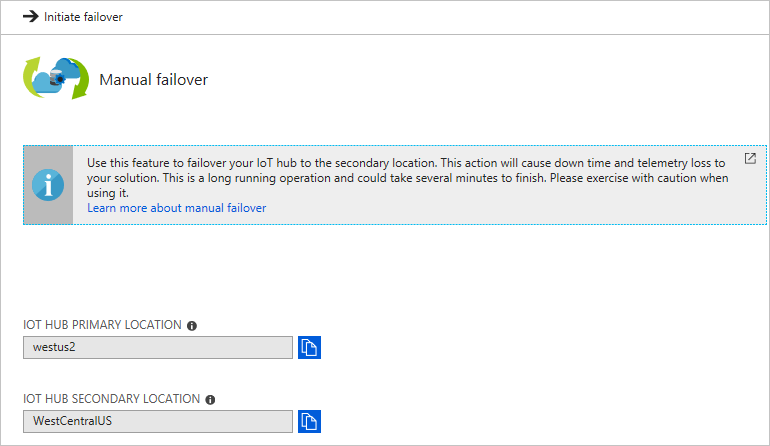 Initiate failover
Manual failover
Use this feature to failover your IoT hub to the secondary location. This action will cause down time and telemetry loss to
your solution. This is a long running operation and could take several minutes to finish. Please exercise with caution when
using it.
Learn more about manual failover
IOT HUB PRIMARY LOCATION
westus2
IOT HUB SECONDARY LOCATION
WestCentralUS